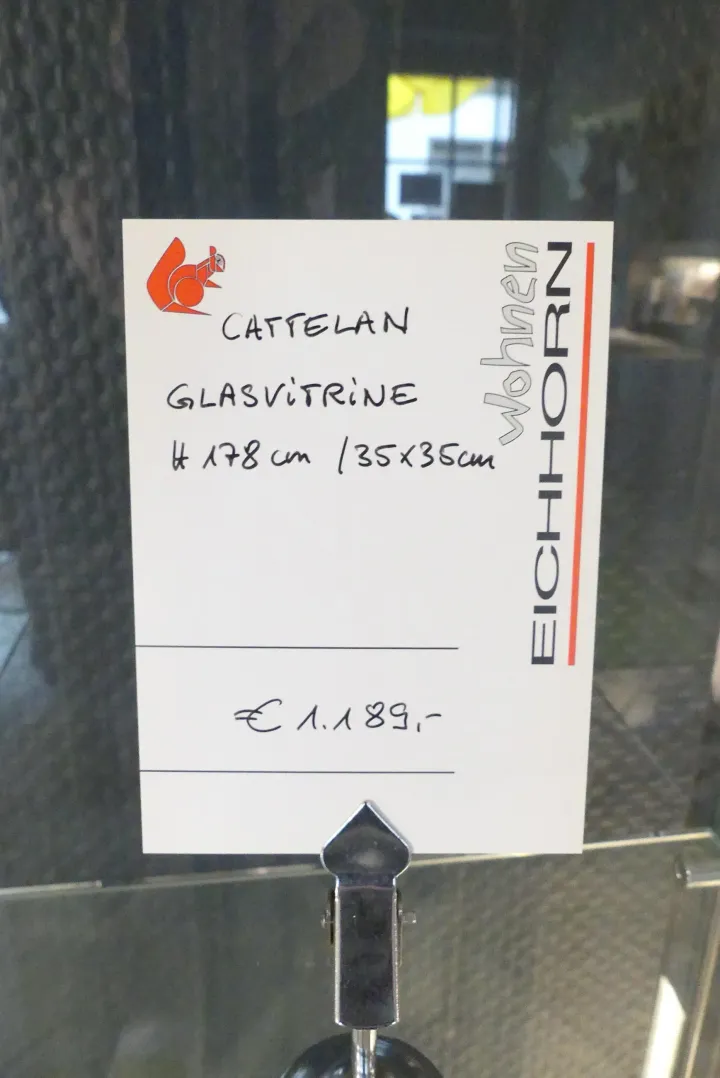 CATTELAN
GLASVITRINE
H 178 cm / 35x35cm
€ 1.189,-
Wohnen
EICHHORN